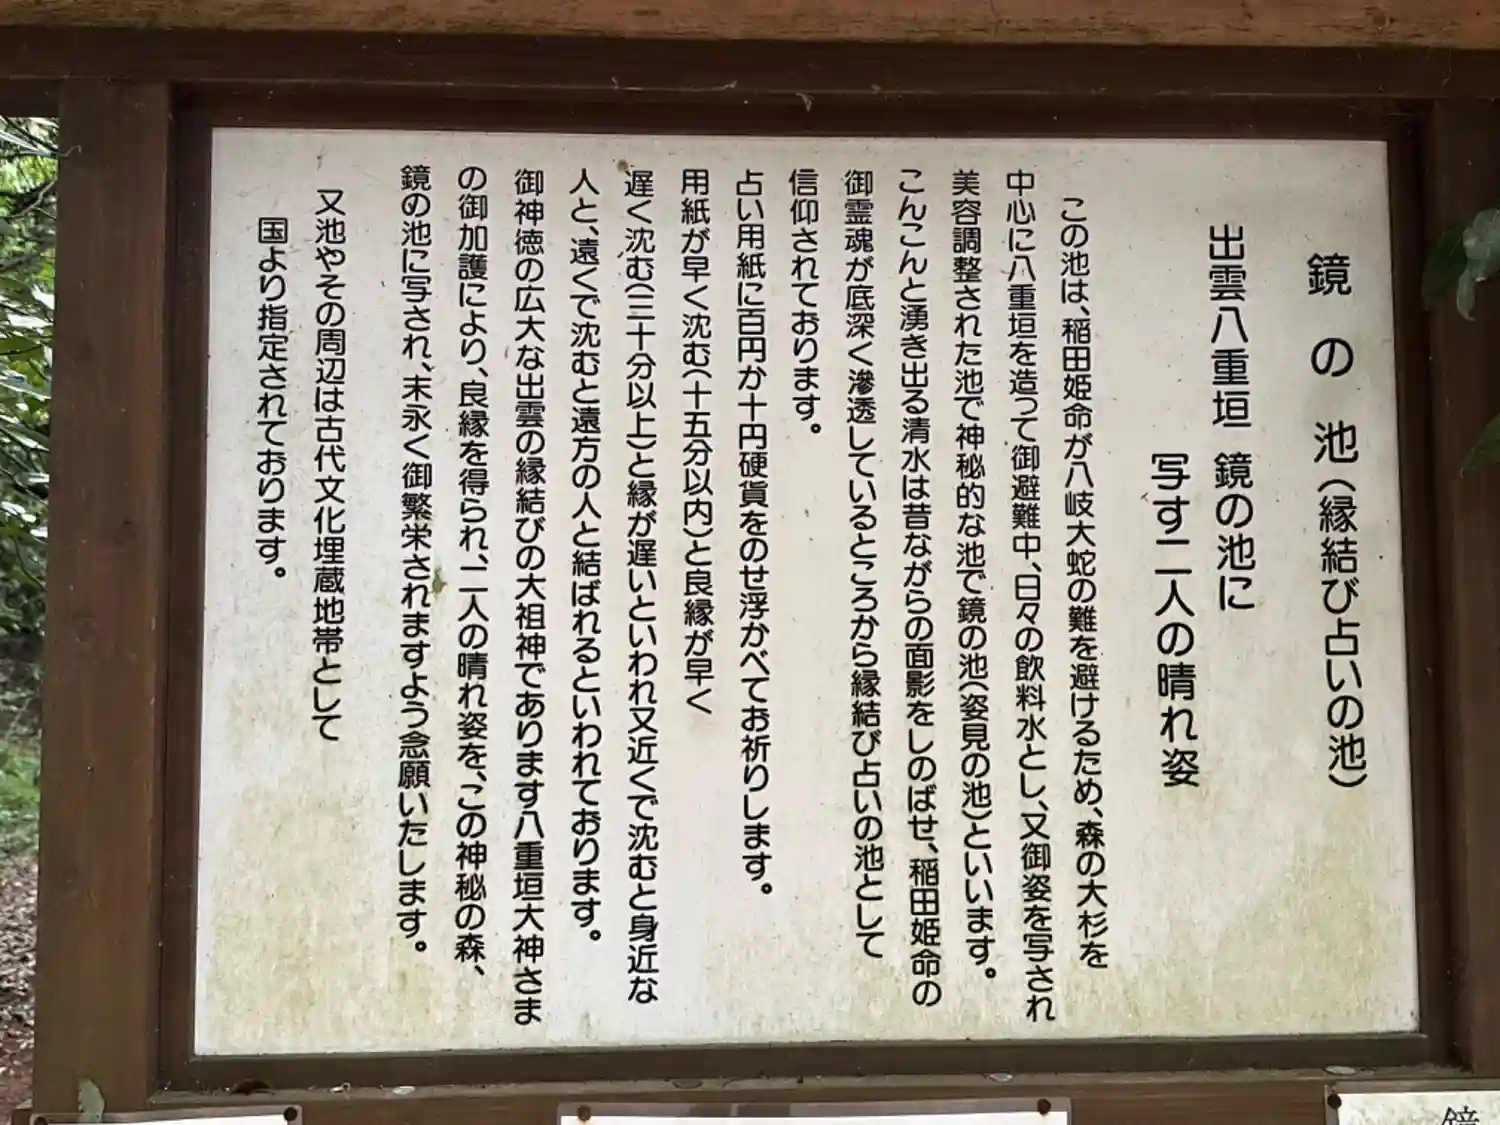 鏡の池（縁結び占いの池）
出雲八重垣 鏡の池に
写す二人の晴れ姿
この池は、稲田姫命が八岐大蛇の難を避けるため、森の大杉を
中心に八重垣を造って御避難中、日々の飲料水とし、又御姿を写され
美容調整された池で神秘的な池で鏡の池（姿見の池）といいます。
こんこんと湧き出る清水は昔ながらの面影をしのばせ、稲田姫命の
御霊魂が底深く滲透しているところから縁結び占いの池として
信仰されております。
占い用紙に百円か十円硬貨をのせ浮かべてお祈りします。
用紙が早く沈む（十五分以内）と良縁が早く
遅く沈む（三十分以上）と縁が遅いといわれ又近くで沈むと身近な
人と、遠くで沈むと遠方の人と結ばれるといわれております。
御神徳の広大な出雲の縁結びの大祖神であります八重垣大神さま
の御加護により、良縁を得られ、二人の晴れ姿を、この神秘の森、
鏡の池に写され、末永く御繁栄されますよう念願いたします。
又池やその周辺は古代文化埋蔵地帯として
国より指定されております。
鏡